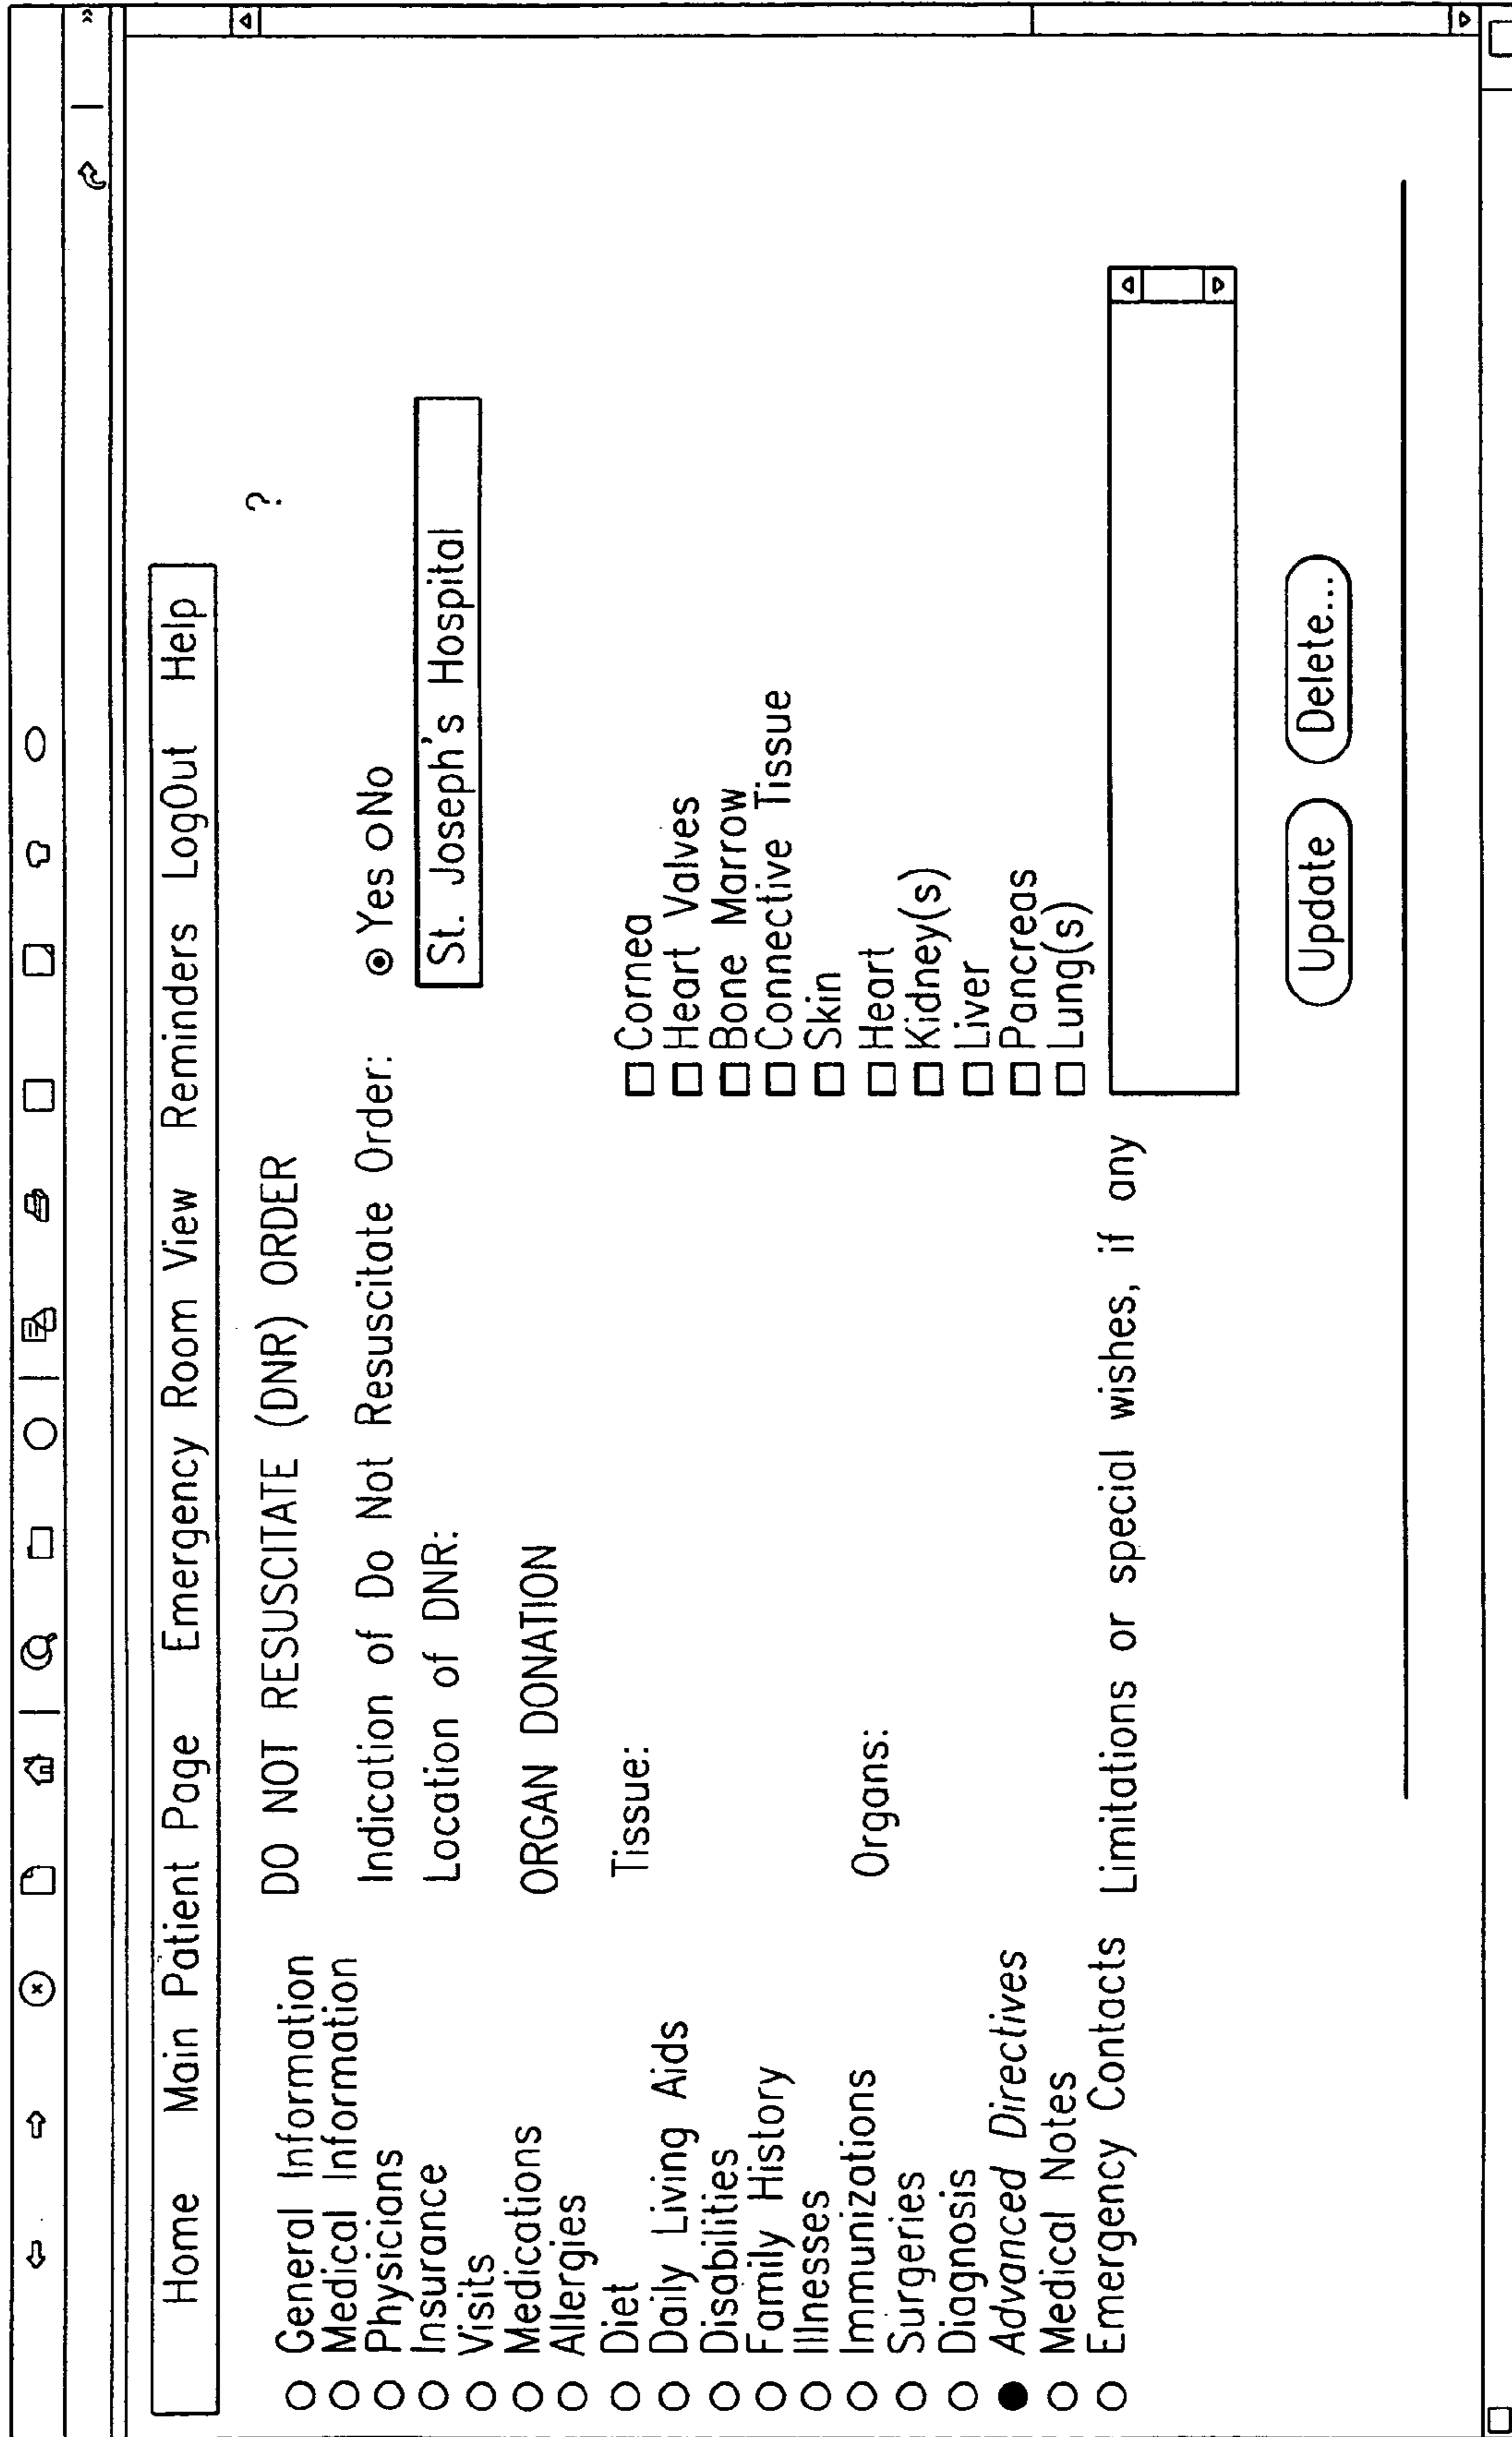 Home Main Patient Page Emergency Room View Reminders LogOut Help
General Information
Medical Information
Physicians
Insurance
Visits
Medications
Allergies
Diet
Daily Living Aids
Disabilities
Family History
Illnesses
Immunizations
Surgeries
Diagnosis
Advanced Directives
Medical Notes
Emergency Contacts
DO NOT RESUSCITATE (DNR) ORDER ?
Indication of Do Not Resuscitate Order: Yes No
Location of DNR: St. Joseph's Hospital
ORGAN DONATION
Tissue: Cornea
Heart Valves
Bone Marrow
Connective Tissue
Skin
Organs: Heart
Kidney(s)
Liver
Pancreas
Lung(s)
Limitations or special wishes, if any
Update Delete...